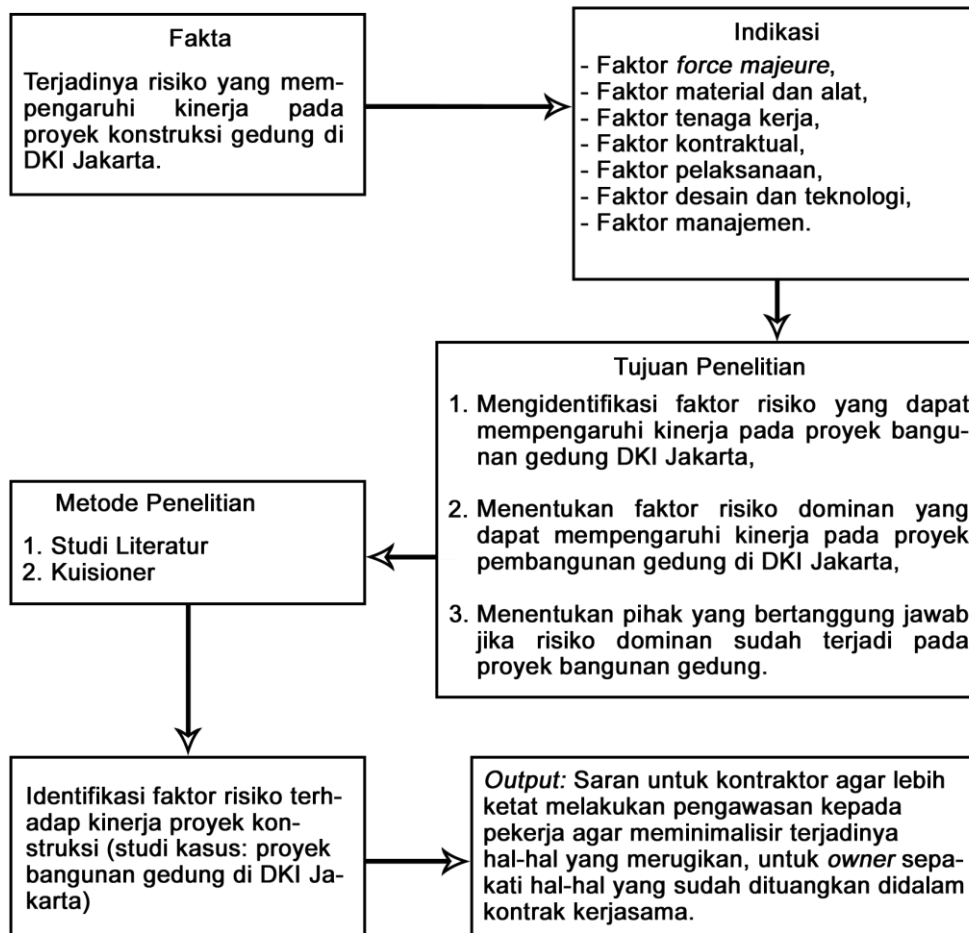 Fakta
Terjadinya risiko yang mem-
pengaruhi kinerja pada
proyek konstruksi gedung di
DKI Jakarta.
Indikasi
- Faktor force majeure,
- Faktor material dan alat,
- Faktor tenaga kerja,
- Faktor kontraktual,
- Faktor pelaksanaan,
- Faktor desain dan teknologi,
- Faktor manajemen.
Tujuan Penelitian
1. Mengidentifikasi faktor risiko yang dapat
mempengaruhi kinerja pada proyek bangu-
nan gedung DKI Jakarta,
2. Menentukan faktor risiko dominan yang
dapat mempengaruhi kinerja pada proyek
pembangunan gedung di DKI Jakarta,
3. Menentukan pihak yang bertanggung jawab
jika risiko dominan sudah terjadi pada
proyek bangunan gedung.
Metode Penelitian
1. Studi Literatur
2. Kuisioner
Identifikasi faktor risiko terh-
adap kinerja proyek kon-
struksi (studi kasus: proyek
bangunan gedung di DKI Ja-
karta)
Output: Saran untuk kontraktor agar lebih
ketat melakukan pengawasan kepada
pekerja agar meminimalisir terjadinya
hal-hal yang merugikan, untuk owner sepa-
kati hal-hal yang sudah dituangkan didalam
kontrak kerjasama.